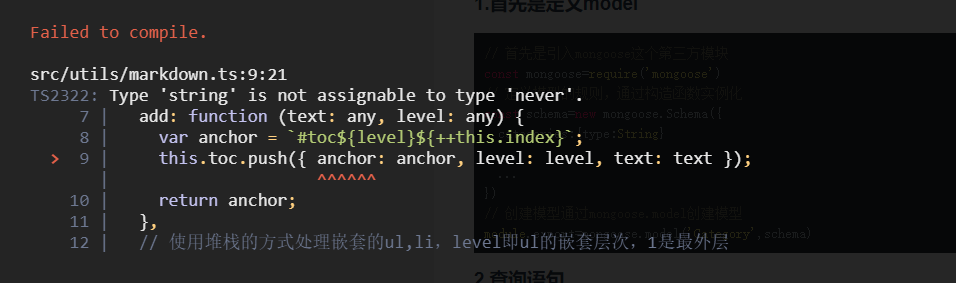 1.首先是定义model
Failed to compile.
// 首先是引入mongoose这个第三方模块
src/utils/markdown.ts:9:21
const mongoose=require('mongoose')
TS2322: Type 'string' is not assignable to type 'never'.
规则，通过构造函数实例化
7 | add: function (text: any, level: any) {
schema=new mongoose.Schema({
8 | var anchor = `#toc${level}${++this.index}`;
[type:String]
> 9 | this.toc.push({ anchor: anchor, level: level, text: text });
| ^^^^^^
...
10 | return anchor;
})
11 | },
// 创建模型通过mongoose.model创建模型
12 | // 使用堆栈的方式处理嵌套的ul,li，level即ul的嵌套层次，1是最外层
2.查询语句